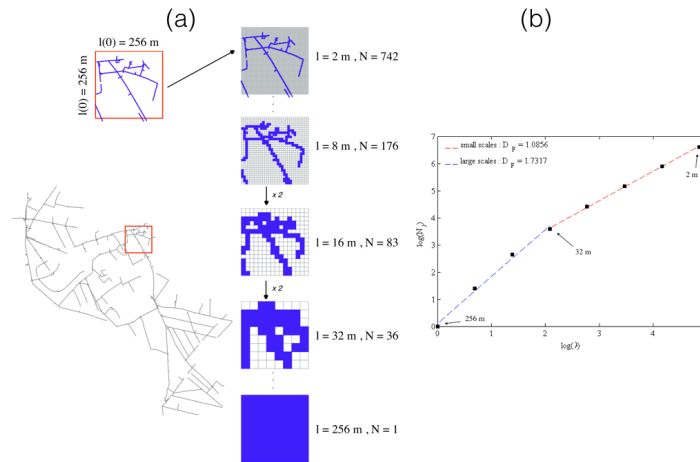 (a)
(b)
l(0) = 256 m
l(0) = 256 m
l = 2 m , N = 742
l = 8 m , N = 176
x 2
l = 16 m , N = 83
x 2
l = 32 m , N = 36
l = 256 m , N = 1
small scales : D_F = 1.0856
large scales : D_F = 1.7317
7
6
5
4
3
2
1
0
0
1
2
3
4
log(N_λ)
log(λ)
2 m
32 m
256 m